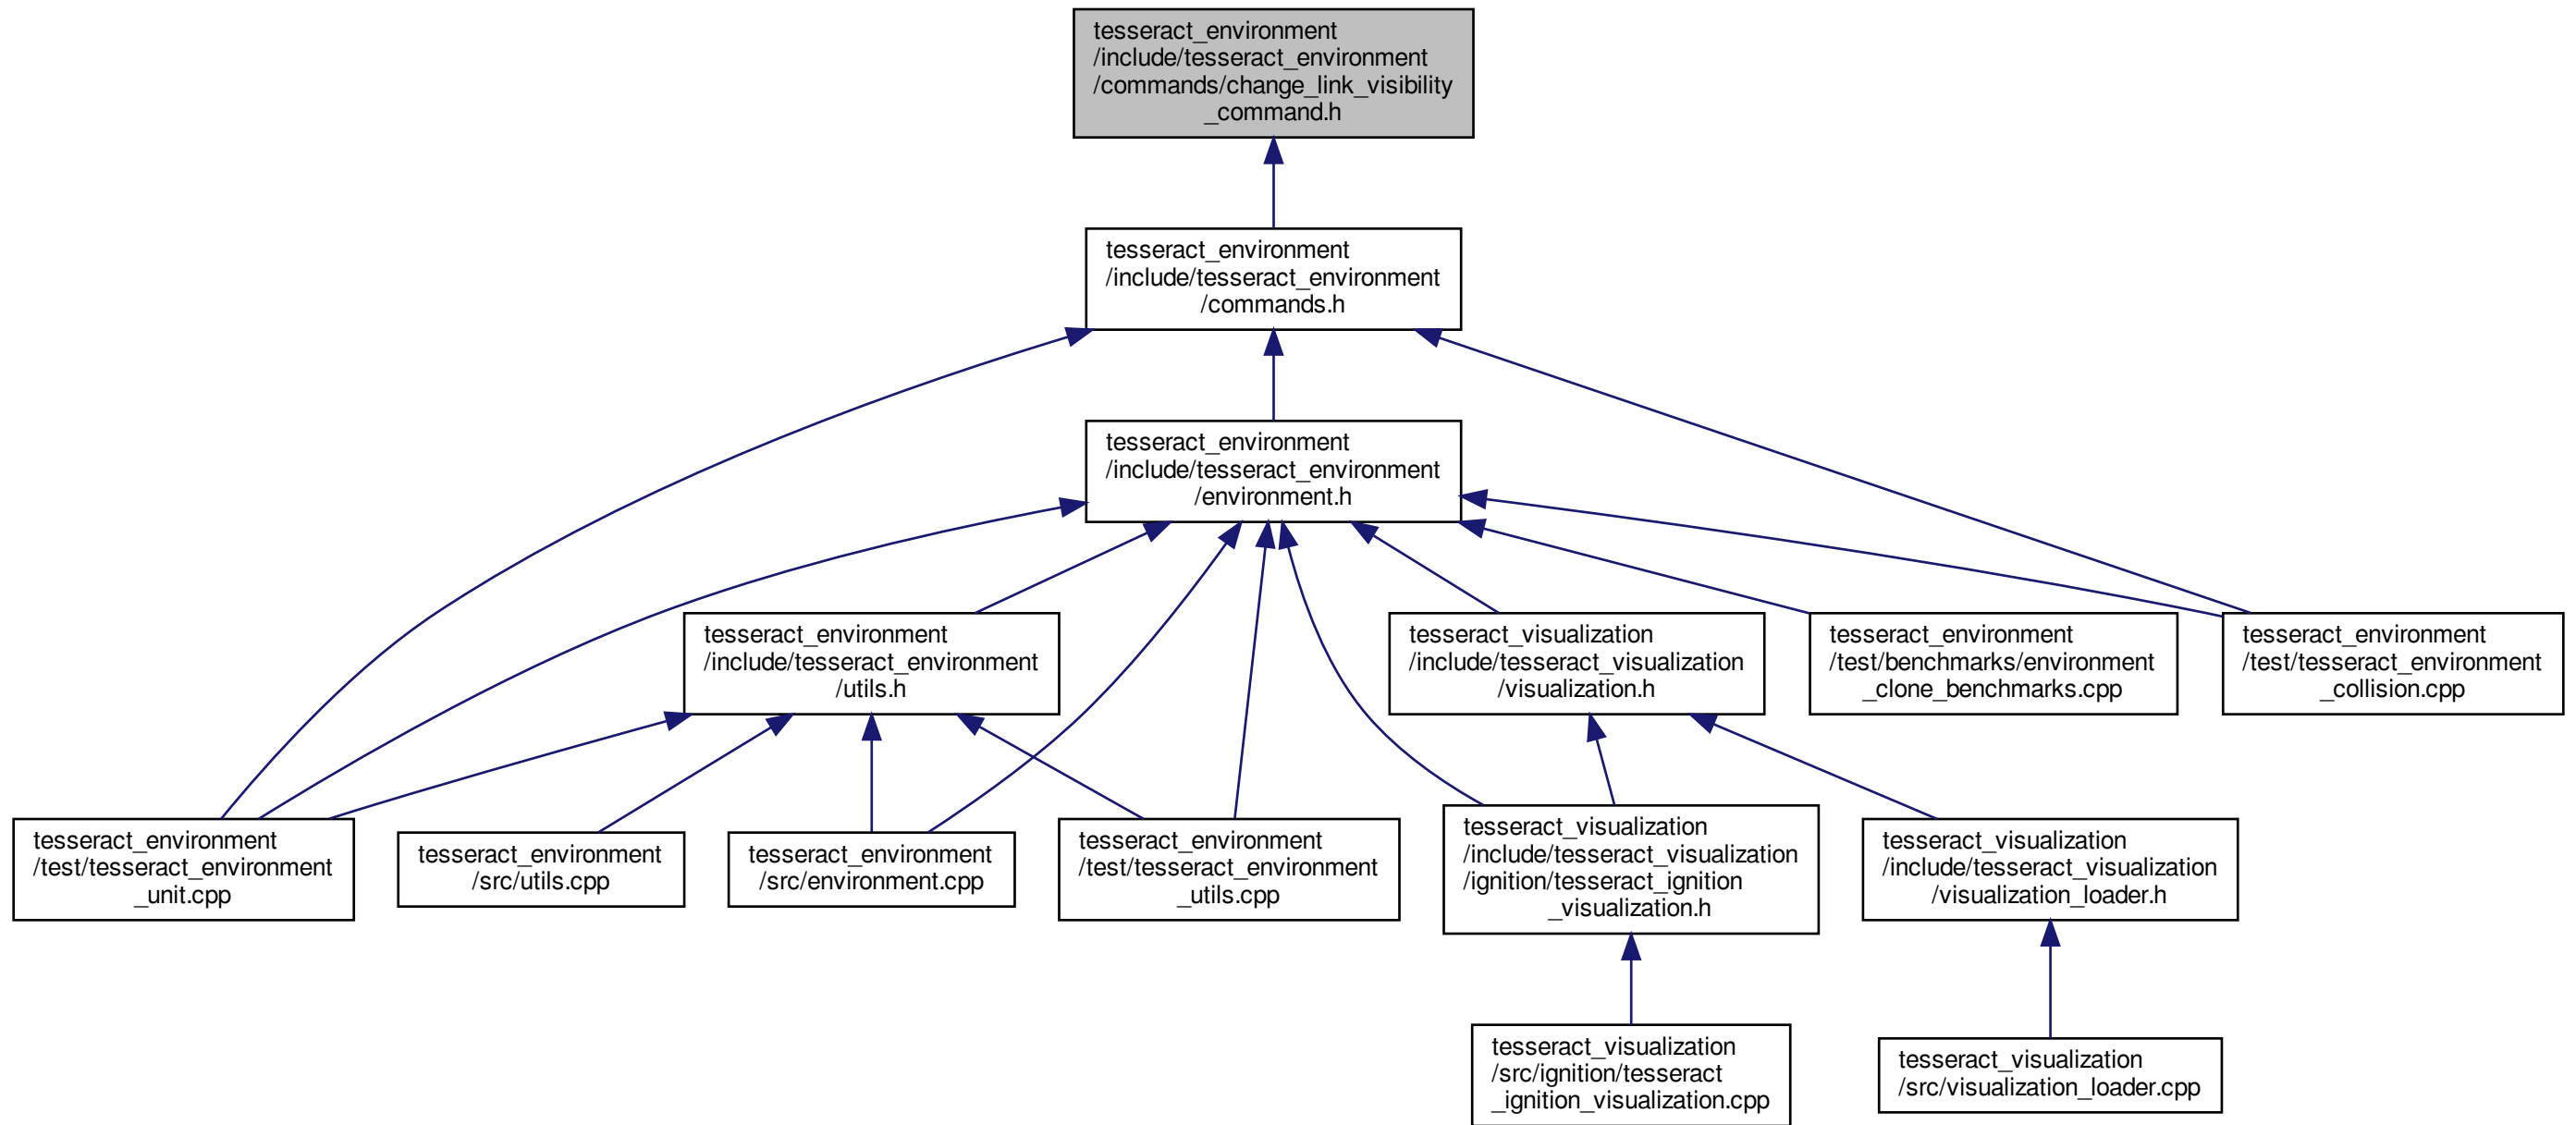 tesseract_environment
/include/tesseract_environment
/commands/change_link_visibility
_command.h
tesseract_environment
/include/tesseract_environment
/commands.h
tesseract_environment
/include/tesseract_environment
/environment.h
tesseract_environment
/include/tesseract_environment
/utils.h
tesseract_visualization
/include/tesseract_visualization
/visualization.h
tesseract_environment
/test/benchmarks/environment
_clone_benchmarks.cpp
tesseract_environment
/test/tesseract_environment
_collision.cpp
tesseract_environment
/test/tesseract_environment
_unit.cpp
tesseract_environment
/src/utils.cpp
tesseract_environment
/src/environment.cpp
tesseract_environment
/test/tesseract_environment
_utils.cpp
tesseract_visualization
/include/tesseract_visualization
/ignition/tesseract_ignition
_visualization.h
tesseract_visualization
/include/tesseract_visualization
/visualization_loader.h
tesseract_visualization
/src/ignition/tesseract
_ignition_visualization.cpp
tesseract_visualization
/src/visualization_loader.cpp